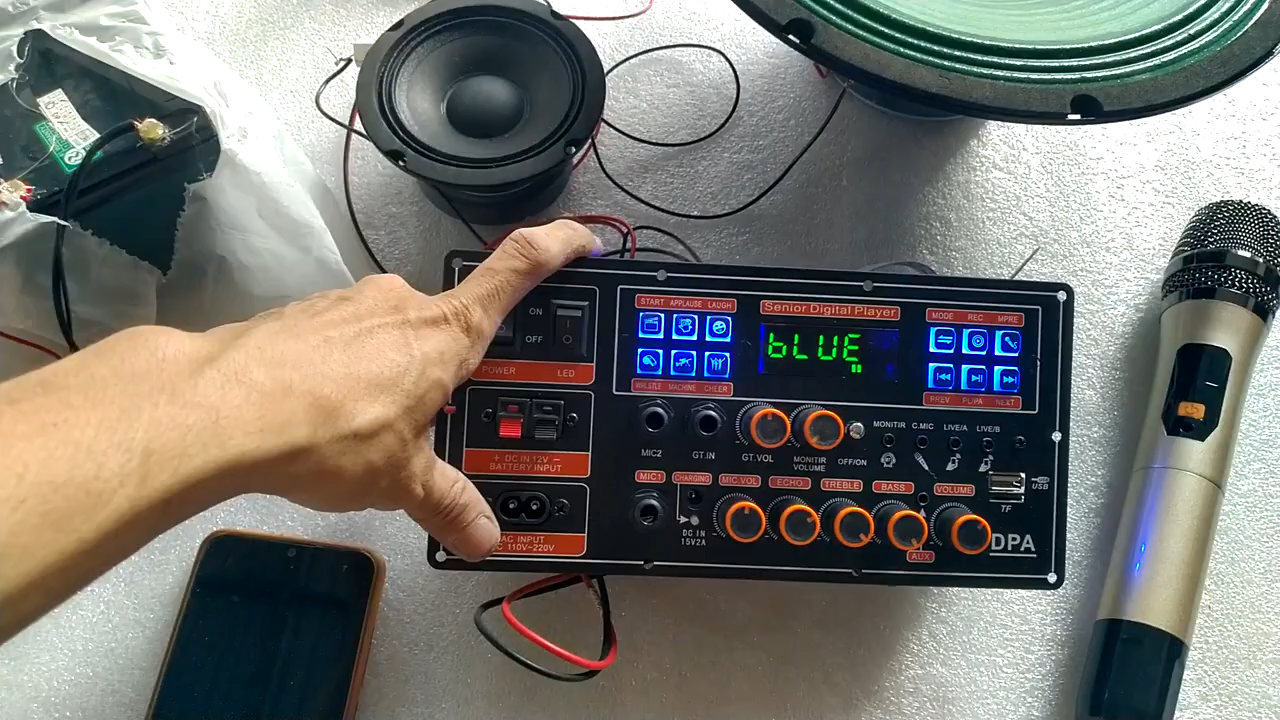 ON
OFF
POWER
LED
+ DC IN 12V −
BATTERY INPUT
AC INPUT
C 110V~220V
START APPLAUSE LAUGH
WHISTLE MACHINE CHEER
Senior Digital Player
bLUE
MODE REC MPRE
PREV PL/PA NEXT
MIC2
GT.IN
GT.VOL
MONITIR
VOLUME
OFF/ON
MONITIR
C.MIC
LIVE/A
LIVE/B
MIC1
CHARGING
DC IN
15V2A
MIC.VOL
ECHO
TREBLE
BASS
VOLUME
AUX
USB
TF
DPA